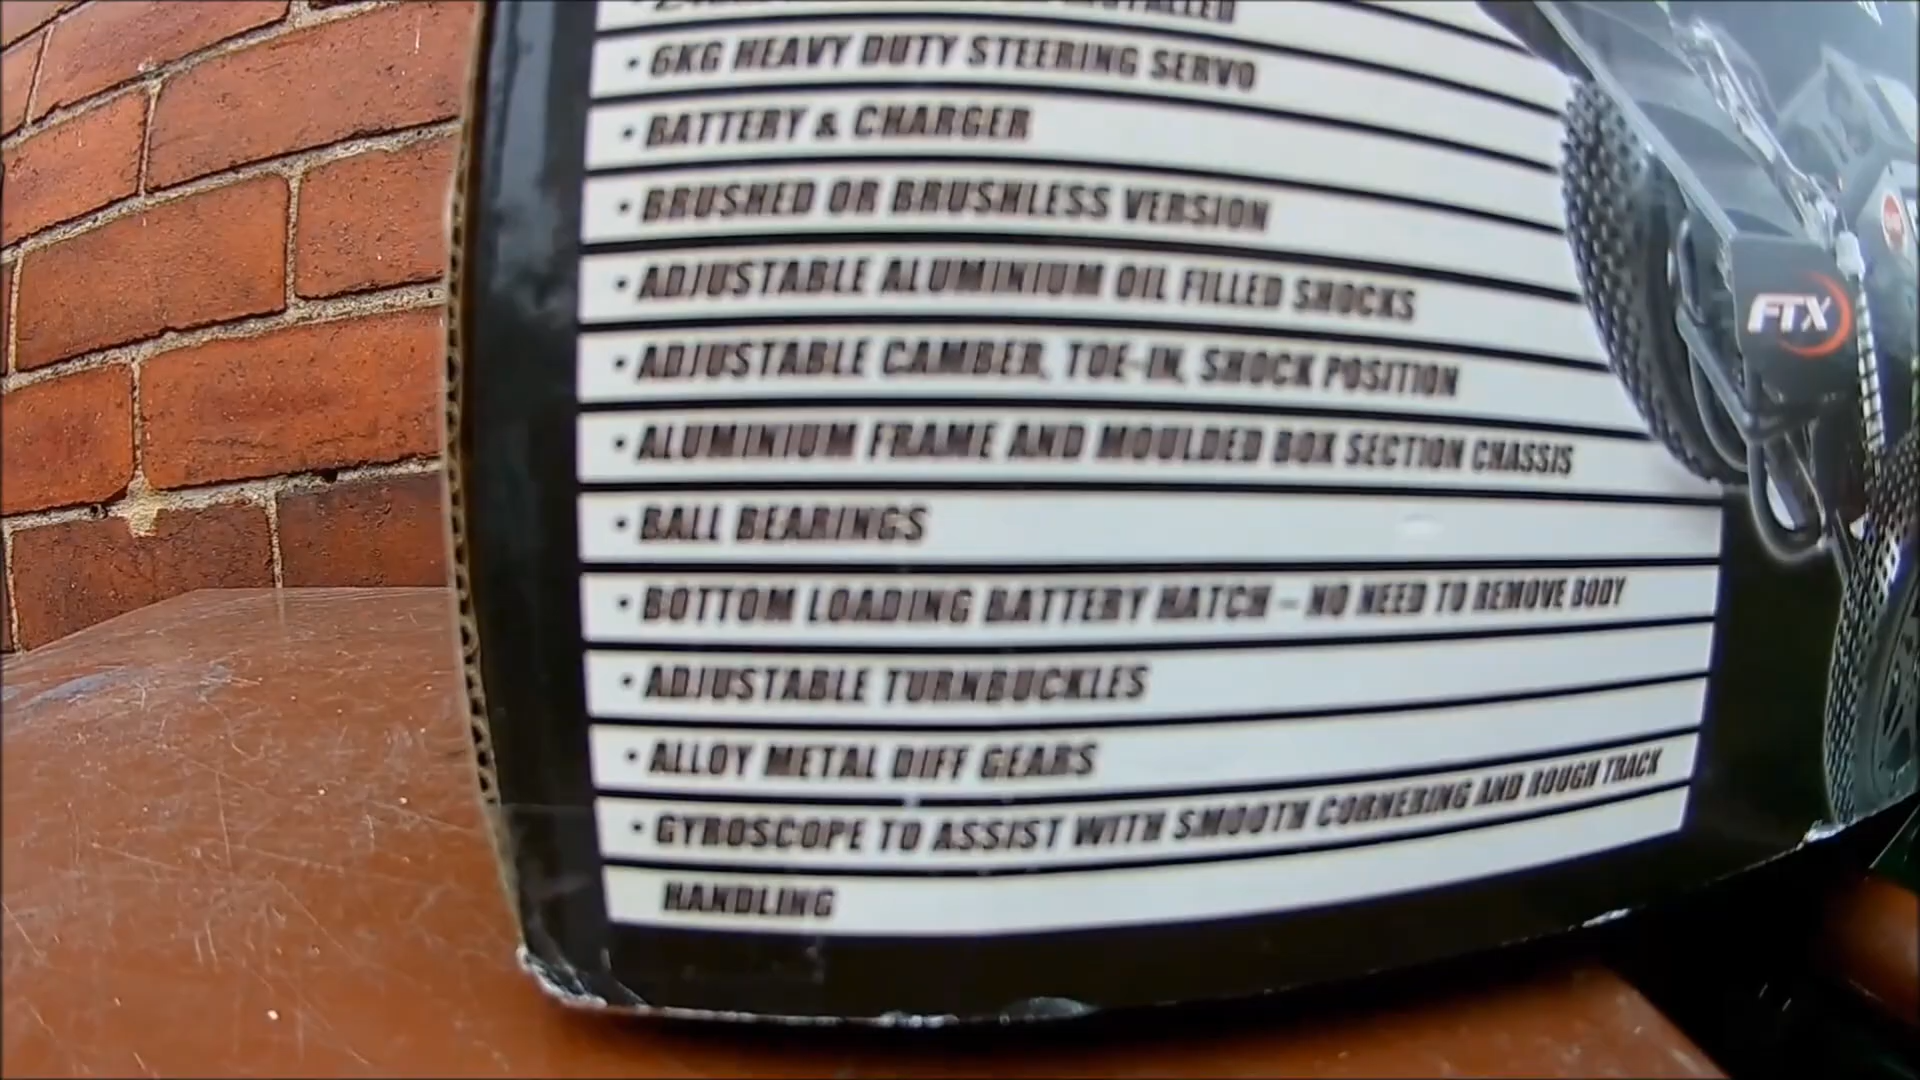 INSTALLED
• 6KG HEAVY DUTY STEERING SERVO
• BATTERY & CHARGER
• BRUSHED OR BRUSHLESS VERSION
• ADJUSTABLE ALUMINIUM OIL FILLED SHOCKS
• ADJUSTABLE CAMBER, TOE-IN, SHOCK POSITION
• ALUMINIUM FRAME AND MOULDED BOX SECTION CHASSIS
• BALL BEARINGS
• BOTTOM LOADING BATTERY HATCH – NO NEED TO REMOVE BODY
• ADJUSTABLE TURNBUCKLES
• ALLOY METAL DIFF GEARS
• GYROSCOPE TO ASSIST WITH SMOOTH CORNERING AND ROUGH TRACK
HANDLING
FTX